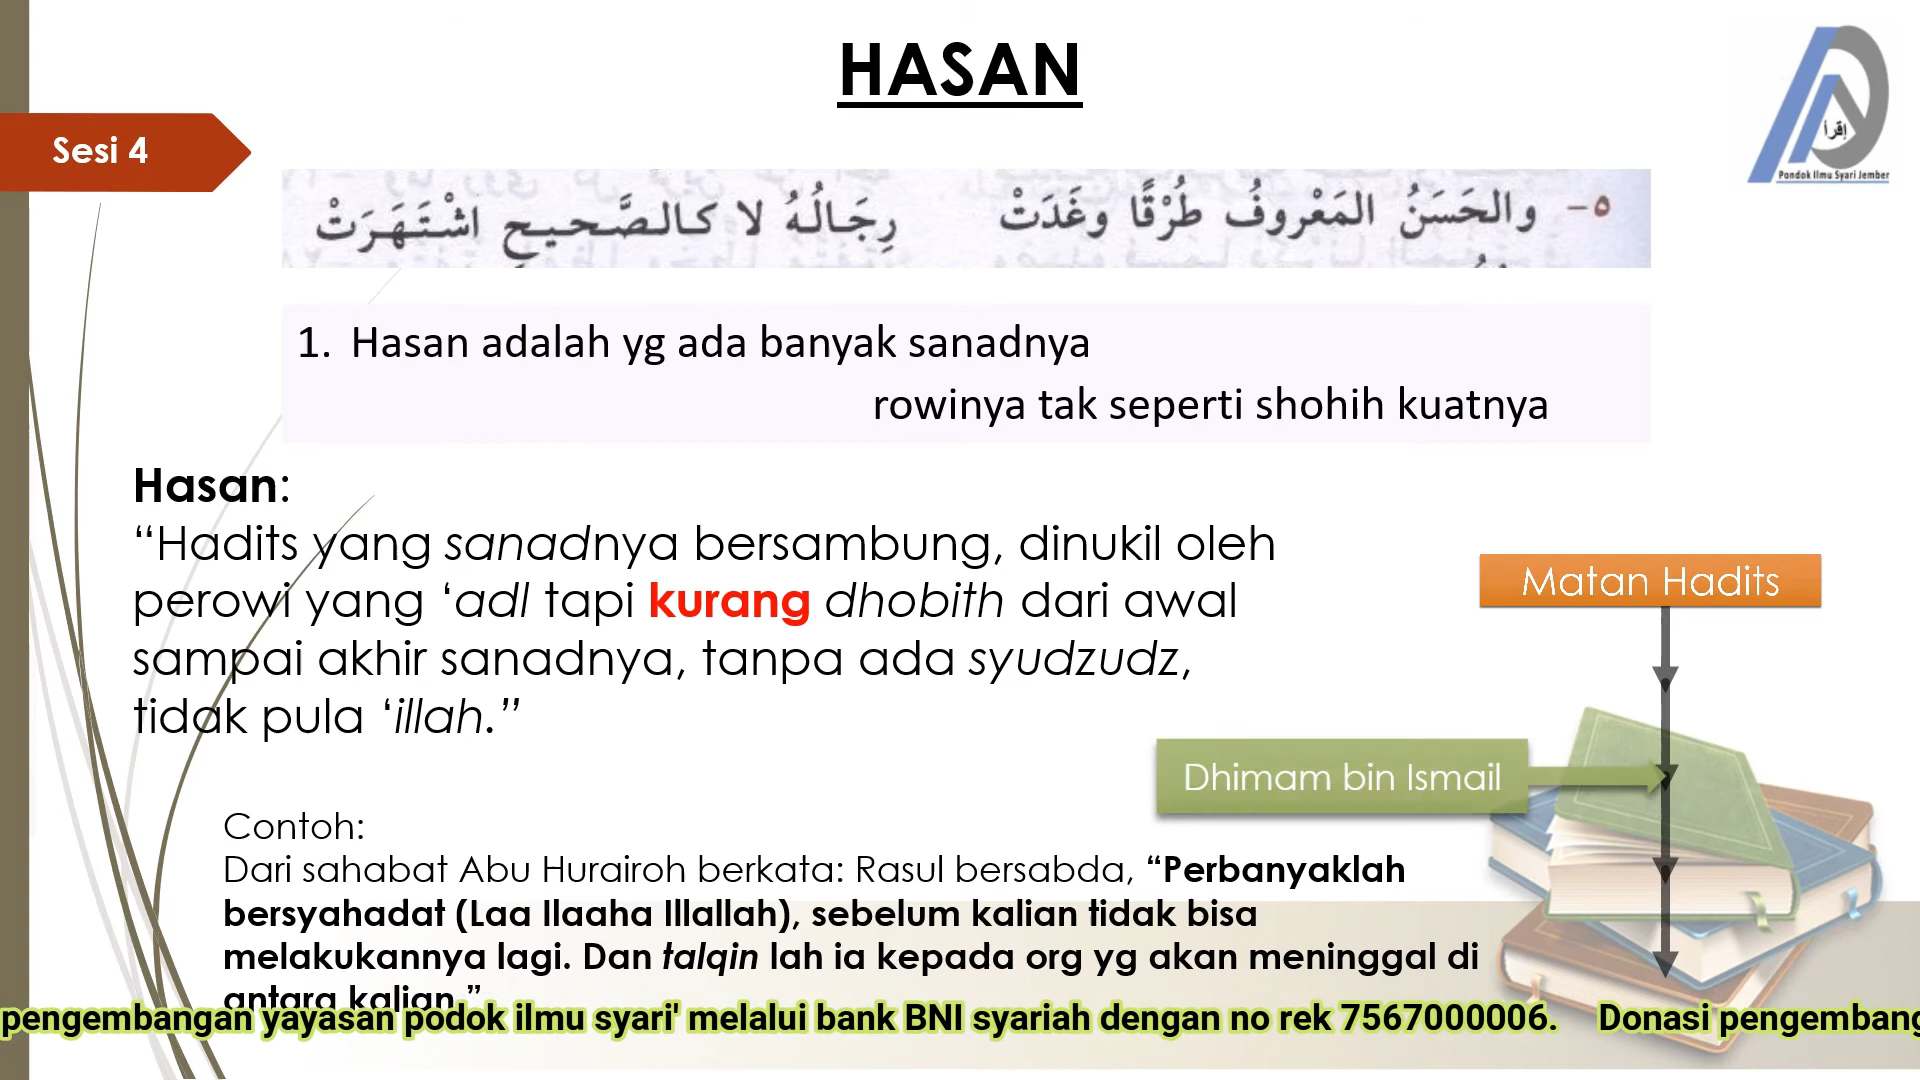 HASAN
Sesi 4
إقرأ
Pondok Ilmu Syari Jember
٥- والحَسَنُ المَعْروفُ طُرْقًا وغَدَتْ رِجَالُهُ لا كالصَّحيحِ اشْتَهَرَتْ
1. Hasan adalah yg ada banyak sanadnya
rowinya tak seperti shohih kuatnya
Hasan:
“Hadits yang sanadnya bersambung, dinukil oleh
perowi yang ‘adl tapi kurang dhobith dari awal
sampai akhir sanadnya, tanpa ada syudzudz,
tidak pula ‘illah.”
Matan Hadits
Dhimam bin Ismail
Contoh:
Dari sahabat Abu Hurairoh berkata: Rasul bersabda, “Perbanyaklah
bersyahadat (Laa Ilaaha Illallah), sebelum kalian tidak bisa
melakukannya lagi. Dan talqin lah ia kepada org yg akan meninggal di
antara kalian.”
pengembangan yayasan podok ilmu syari' melalui bank BNI syariah dengan no rek 7567000006. Donasi pengembang